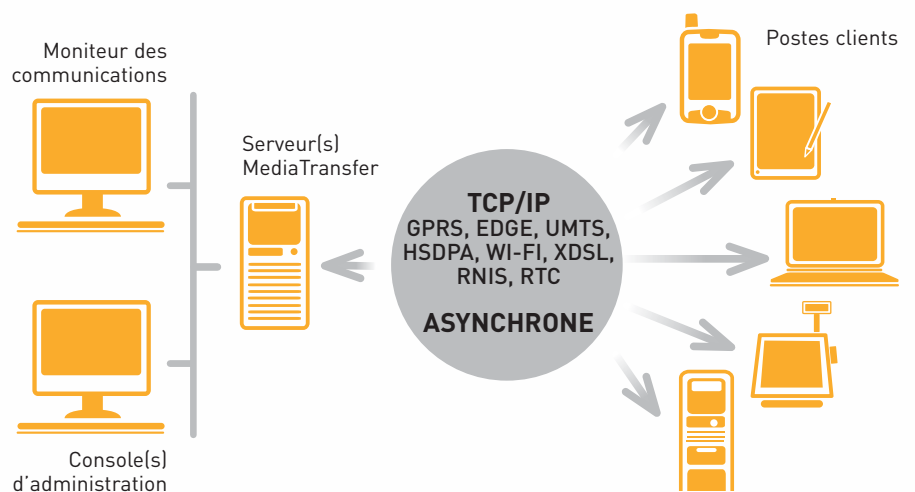 Moniteur des
communications
Serveur(s)
MediaTransfer
Console(s)
d'administration
TCP/IP
GPRS, EDGE, UMTS,
HSDPA, WI-FI, XDSL,
RNIS, RTC
ASYNCHRONE
Postes clients